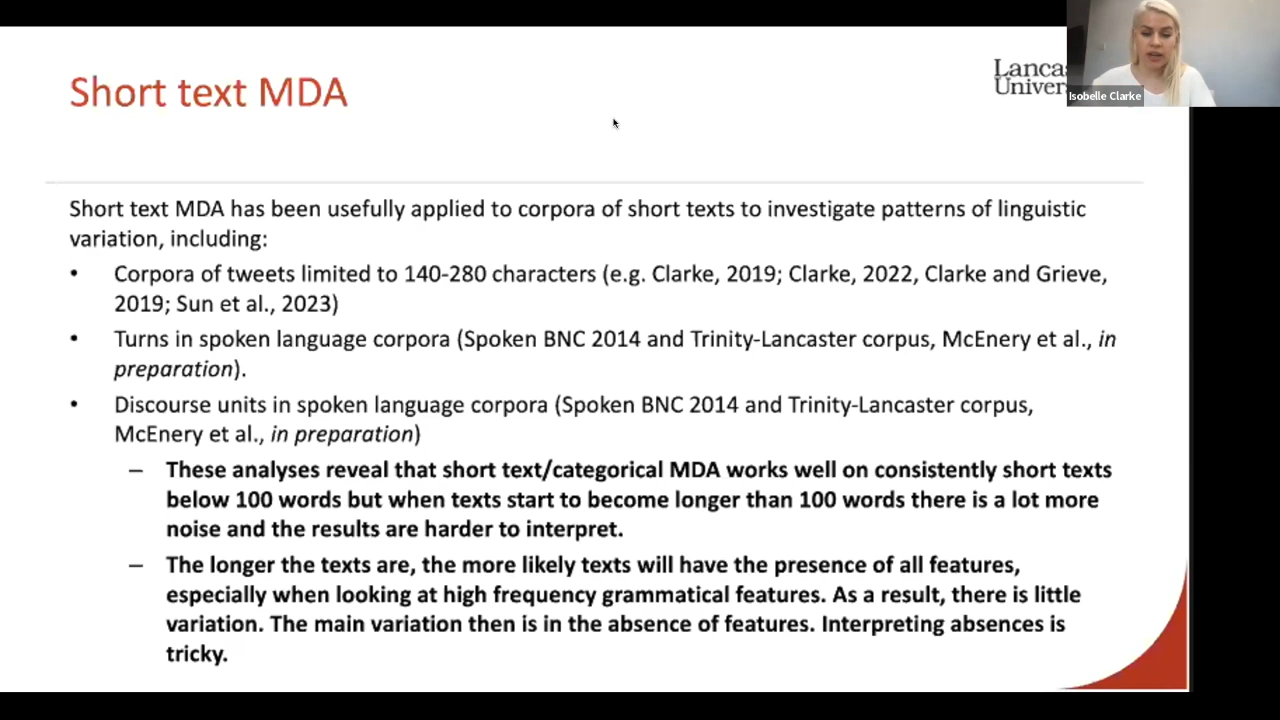 Short text MDA
Lanca
Univer
Isobelle Clarke
Short text MDA has been usefully applied to corpora of short texts to investigate patterns of linguistic
variation, including:
• Corpora of tweets limited to 140-280 characters (e.g. Clarke, 2019; Clarke, 2022, Clarke and Grieve,
2019; Sun et al., 2023)
• Turns in spoken language corpora (Spoken BNC 2014 and Trinity-Lancaster corpus, McEnery et al., in
preparation).
• Discourse units in spoken language corpora (Spoken BNC 2014 and Trinity-Lancaster corpus,
McEnery et al., in preparation)
– These analyses reveal that short text/categorical MDA works well on consistently short texts
below 100 words but when texts start to become longer than 100 words there is a lot more
noise and the results are harder to interpret.
– The longer the texts are, the more likely texts will have the presence of all features,
especially when looking at high frequency grammatical features. As a result, there is little
variation. The main variation then is in the absence of features. Interpreting absences is
tricky.